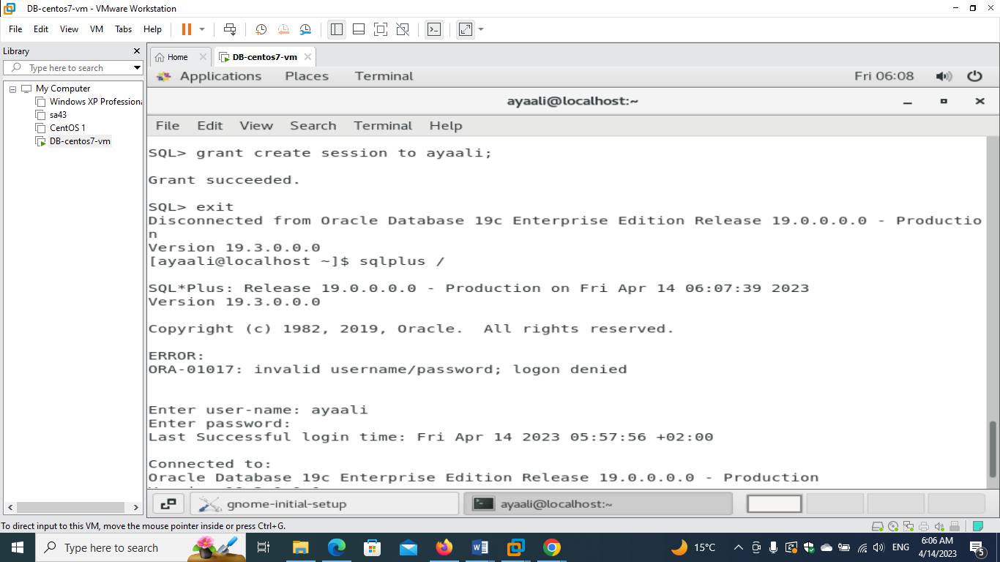 DB-centos7-vm - VMware Workstation
File Edit View VM Tabs Help
Library
Type here to search
My Computer
Windows XP Professiona
sa43
CentOS 1
DB-centos7-vm
Home
DB-centos7-vm
Applications Places Terminal Fri 06:08
ayaali@localhost:~
File Edit View Search Terminal Help
SQL> grant create session to ayaali;
Grant succeeded.
SQL> exit
Disconnected from Oracle Database 19c Enterprise Edition Release 19.0.0.0.0 - Productio
n
Version 19.3.0.0.0
[ayaali@localhost ~]$ sqlplus /
SQL*Plus: Release 19.0.0.0.0 - Production on Fri Apr 14 06:07:39 2023
Version 19.3.0.0.0
Copyright (c) 1982, 2019, Oracle.  All rights reserved.
ERROR:
ORA-01017: invalid username/password; logon denied
Enter user-name: ayaali
Enter password:
Last Successful login time: Fri Apr 14 2023 05:57:56 +02:00
Connected to:
Oracle Database 19c Enterprise Edition Release 19.0.0.0.0 - Production
gnome-initial-setup
ayaali@localhost:~
To direct input to this VM, move the mouse pointer inside or press Ctrl+G.
Type here to search
15°C
ENG
6:06 AM
4/14/2023
5